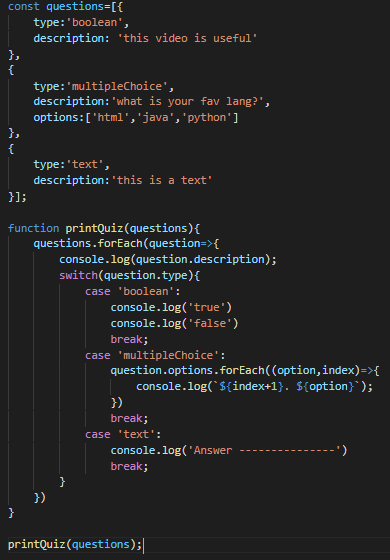 const questions=[{
    type:'boolean',
    description: 'this video is useful'
},
{
    type:'multipleChoice',
    description:'what is your fav lang?',
    options:['html','java','python']
},
{
    type:'text',
    description:'this is a text'
}];

function printQuiz(questions){
    questions.forEach(question=>{
        console.log(question.description);
        switch(question.type){
            case 'boolean':
                console.log('true')
                console.log('false')
                break;
            case 'multipleChoice':
                question.options.forEach((option,index)=>{
                    console.log(`${index+1}. ${option}`);
                })
                break;
            case 'text':
                console.log('Answer ---------------')
                break;
        }
    })
}

printQuiz(questions);